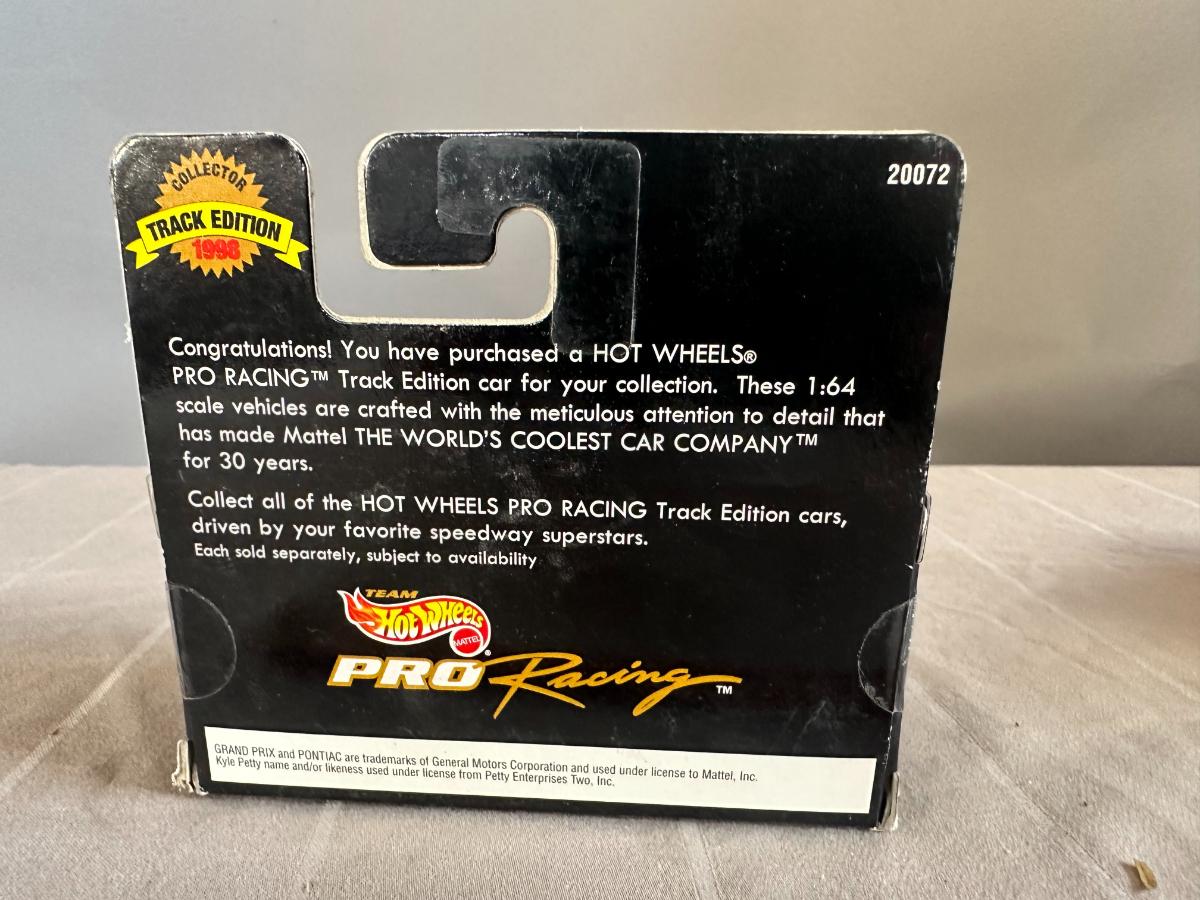 COLLECTOR
TRACK EDITION
1998
20072
Congratulations! You have purchased a HOT WHEELS®
PRO RACING™ Track Edition car for your collection. These 1:64
scale vehicles are crafted with the meticulous attention to detail that
has made Mattel THE WORLD'S COOLEST CAR COMPANY™
for 30 years.
Collect all of the HOT WHEELS PRO RACING Track Edition cars,
driven by your favorite speedway superstars.
Each sold separately, subject to availability
TEAM
Hot Wheels
MATTEL ®
PRO Racing ™
GRAND PRIX and PONTIAC are trademarks of General Motors Corporation and used under license to Mattel, Inc.
Kyle Petty name and/or likeness used under license from Petty Enterprises Two, Inc.